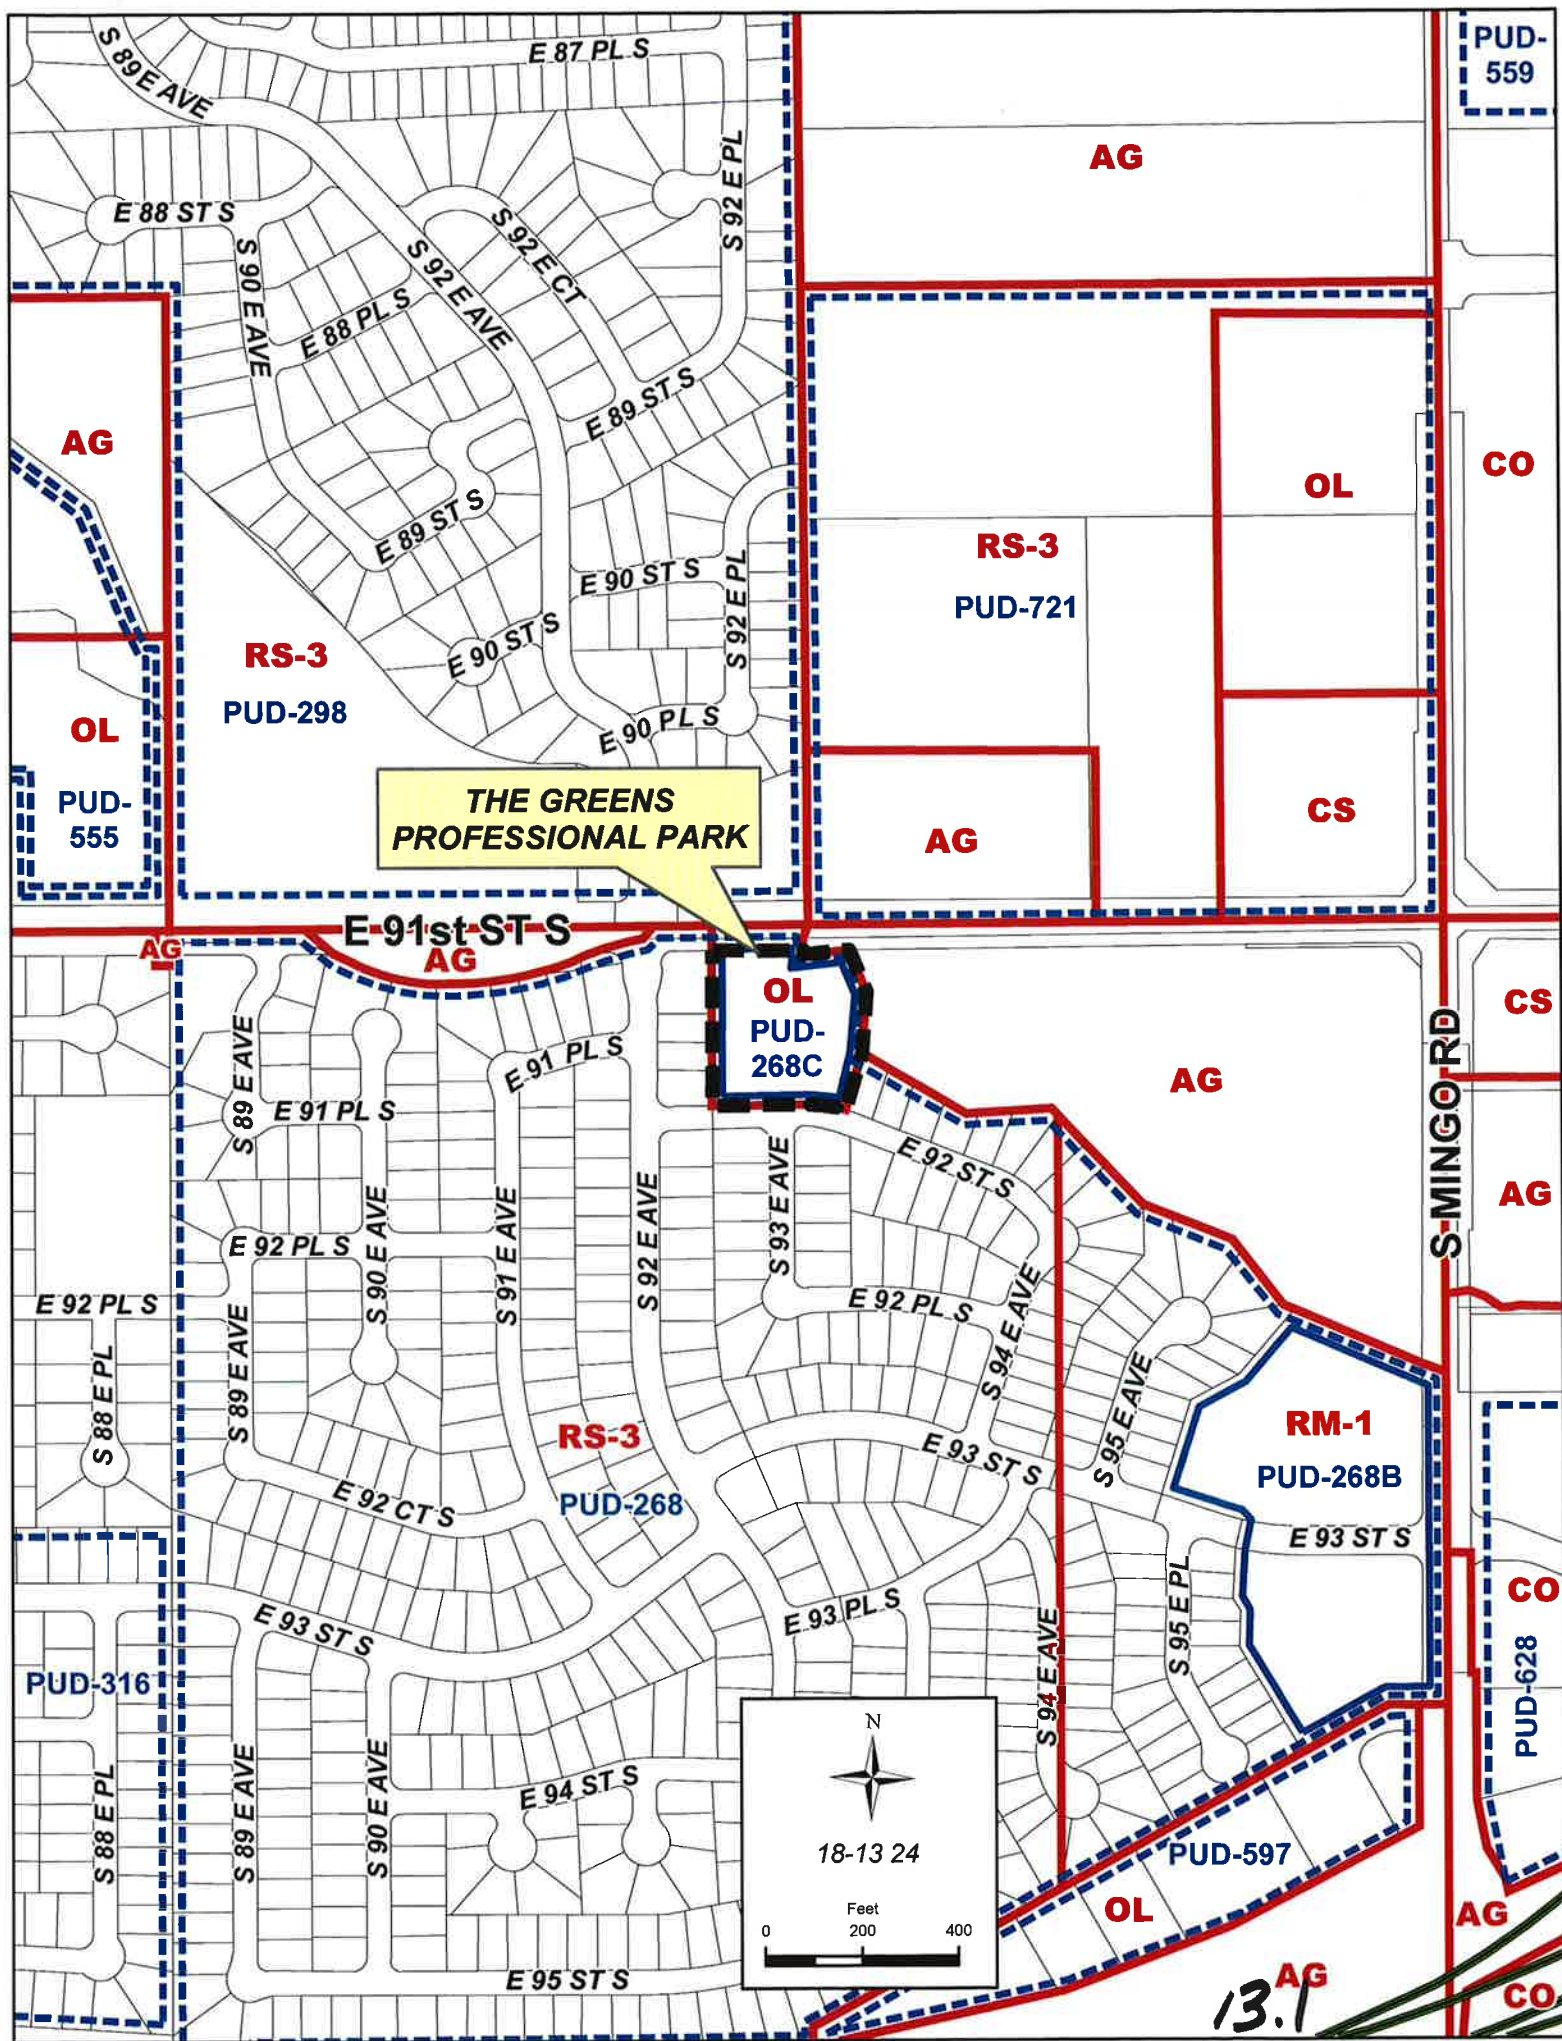 E 87 PL S
PUD-
559
S 89 E AVE
AG
S 92 E PL
E 88 ST S
S 92 E CT
S 90 E AVE
S 92 E AVE
E 88 PL S
E 89 ST S
AG
CO
OL
E 89 ST S
RS-3
PUD-721
E 90 ST S
S 92 E PL
E 90 ST S
RS-3
PUD-298
OL
E 90 PL S
PUD-
555
THE GREENS
PROFESSIONAL PARK
AG
CS
E 91st ST S
AG
AG
OL
PUD-
268C
CS
S MINGO RD
AG
E 91 PL S
S 89 E AVE
E 91 PL S
E 92 ST S
S 93 E AVE
AG
S 90 E AVE
S 91 E AVE
S 92 E AVE
E 92 PL S
E 92 PL S
E 92 PL S
S 94 E AVE
S 88 E PL
S 89 E AVE
S 95 E AVE
RM-1
PUD-268B
RS-3
PUD-268
E 93 ST S
E 92 CT S
E 93 ST S
CO
PUD-628
E 93 PL S
S 95 E PL
E 93 ST S
S 94 E AVE
PUD-316
S 88 E PL
S 89 E AVE
S 90 E AVE
E 94 ST S
N
18-13 24
Feet
0 200 400
PUD-597
OL
AG
E 95 ST S
AG
CO
13.1